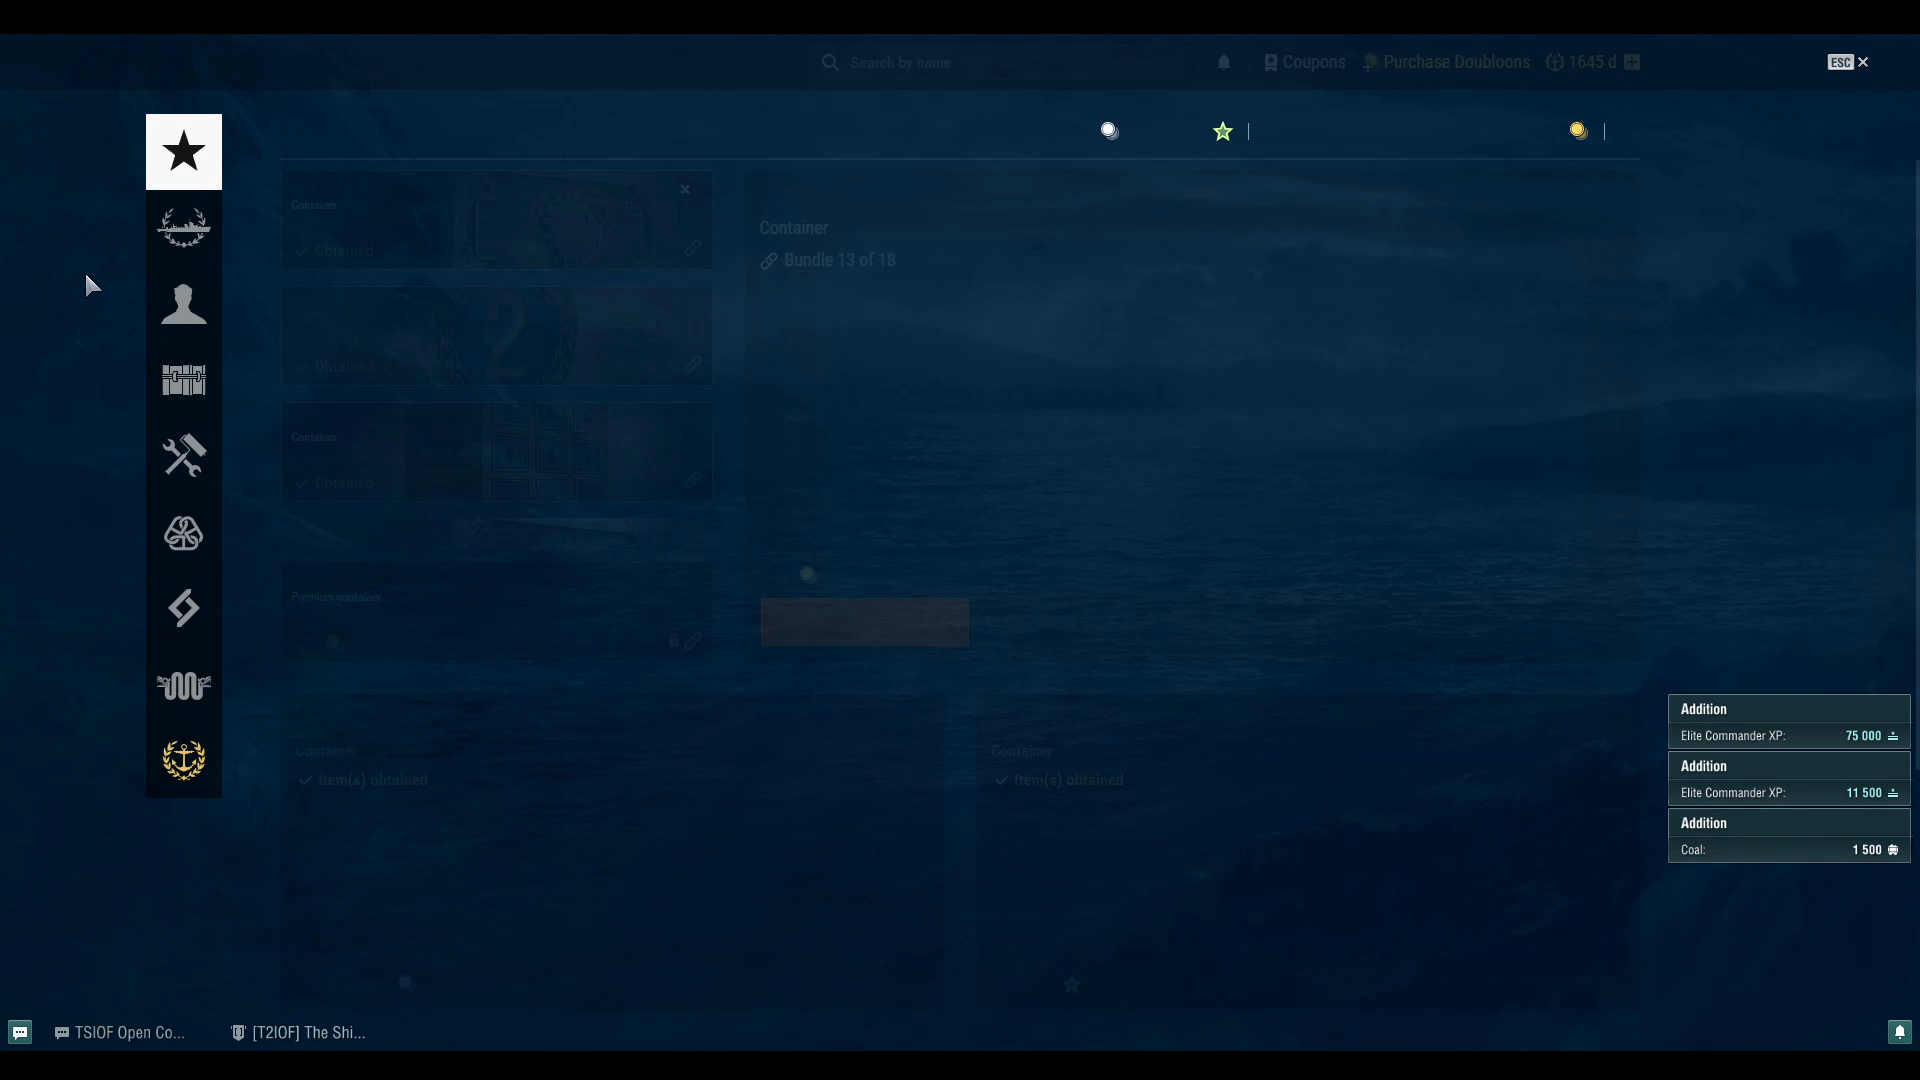 Search by name
Coupons
Purchase Doubloons
1645 d
ESC
Container
Obtained
Container
Bundle 13 of 18
2
Obtained
Container
Obtained
Premium container
Container
Item(s) obtained
Container
Item(s) obtained
Addition
Elite Commander XP: 75 000
Addition
Elite Commander XP: 11 500
Addition
Coal: 1 500
TSIOF Open Co...
[T2IOF] The Shi...